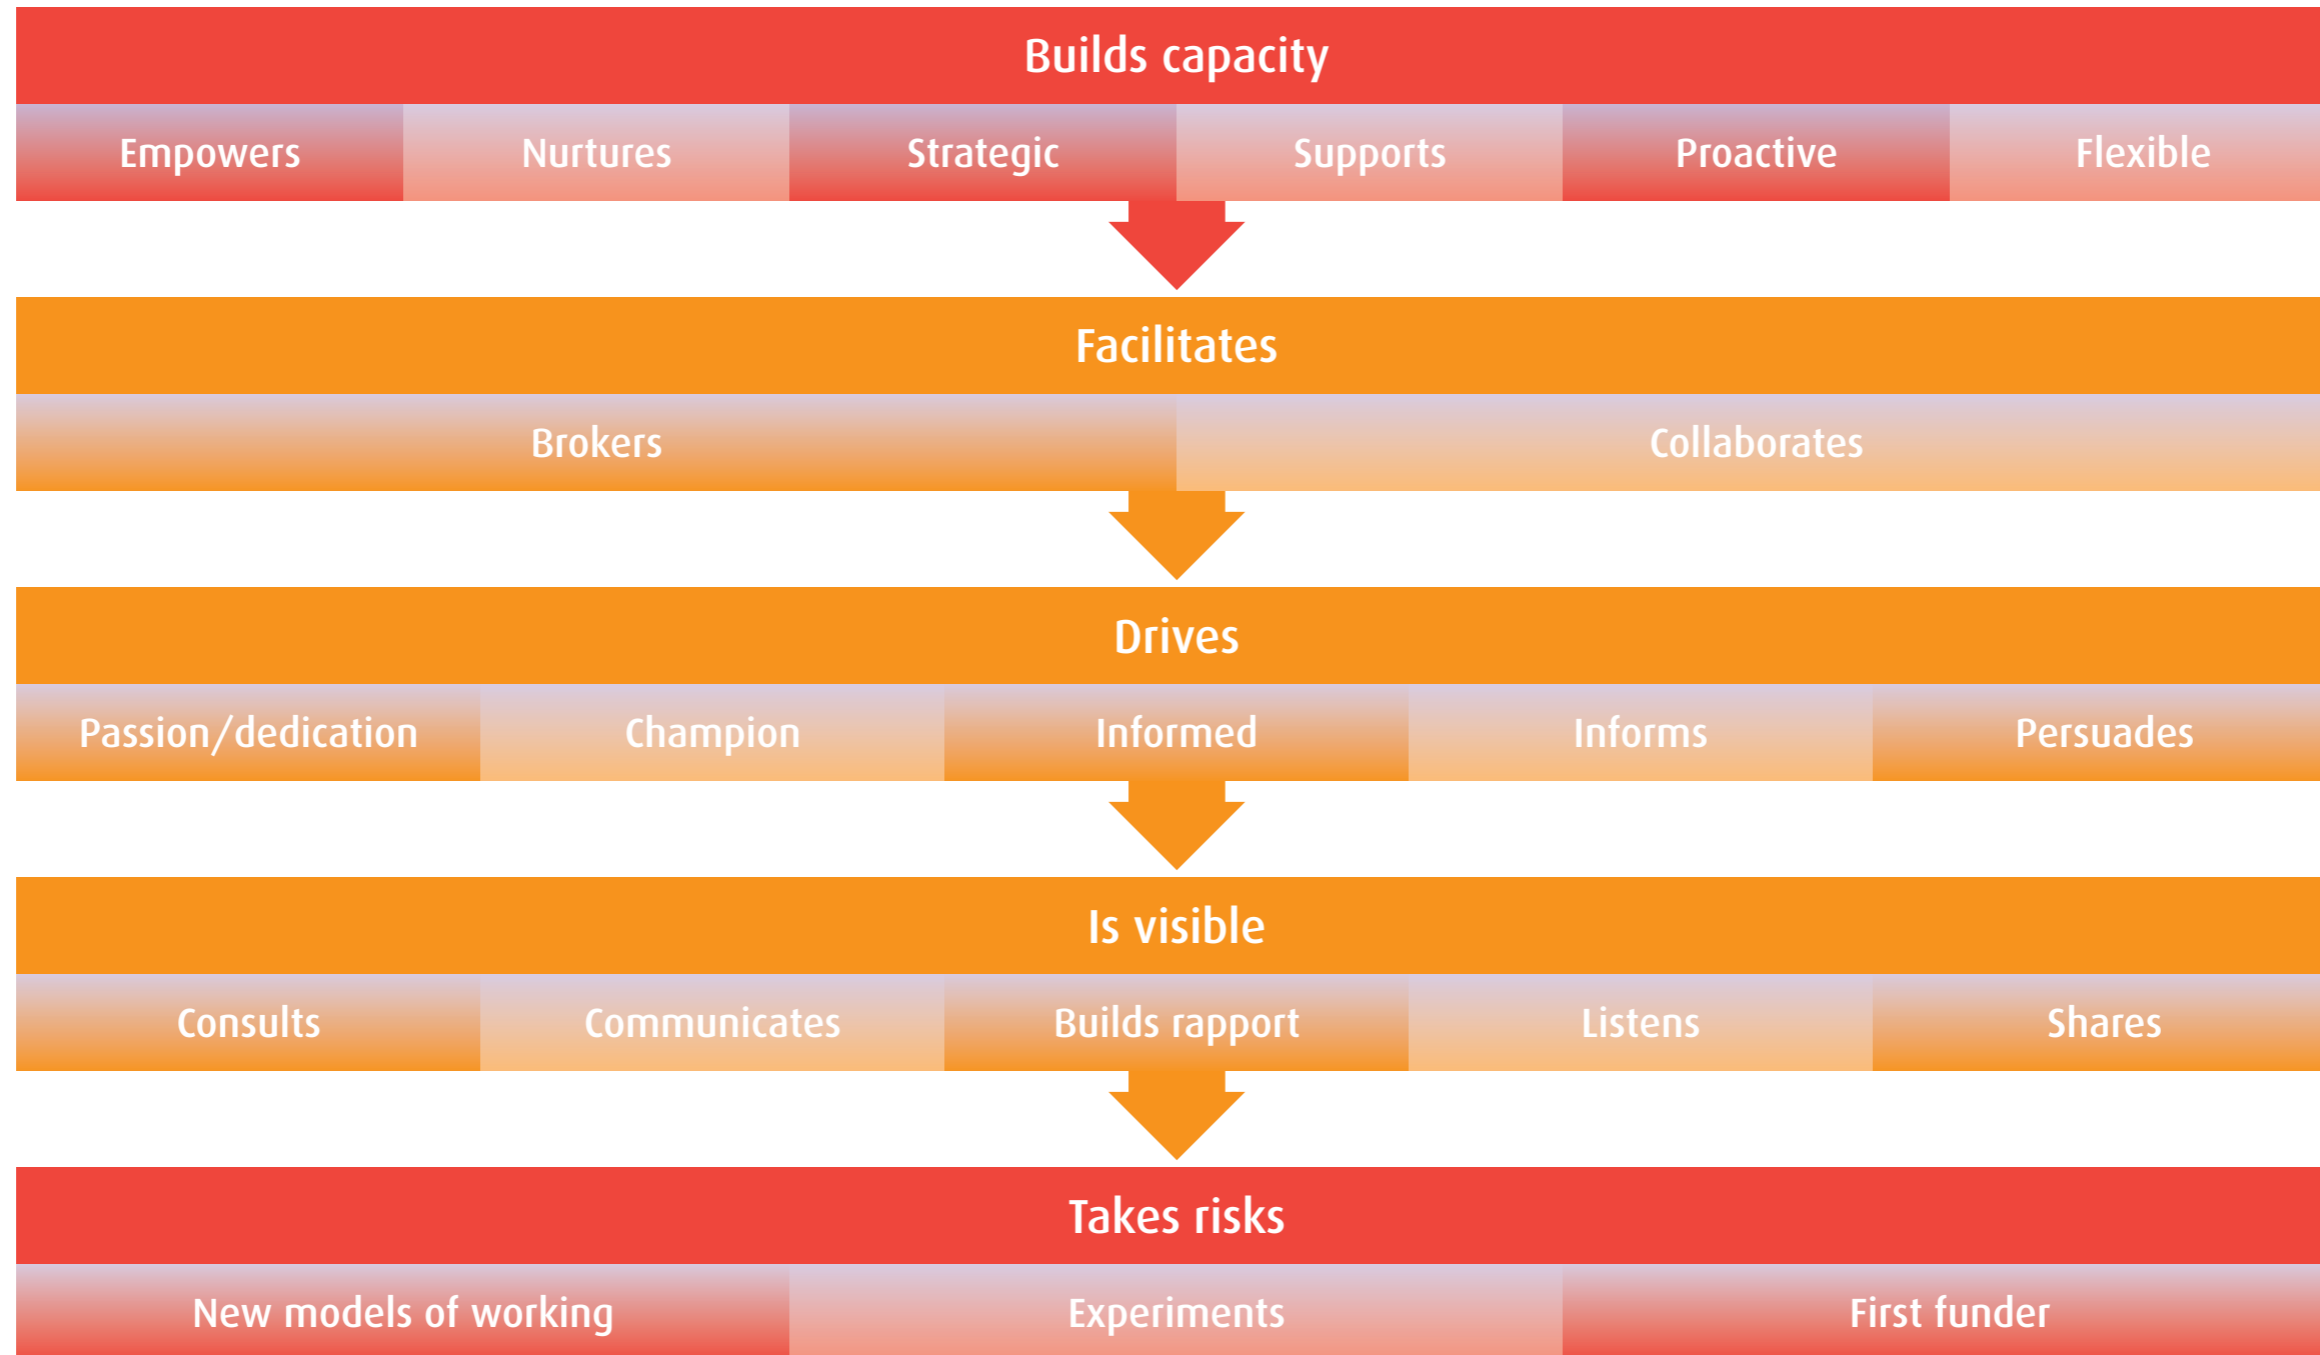 Builds capacity
Empowers Nurtures Strategic Supports Proactive Flexible
Facilitates
Brokers Collaborates
Drives
Passion/dedication Champion Informed Informs Persuades
Is visible
Consults Communicates Builds rapport Listens Shares
Takes risks
New models of working Experiments First funder